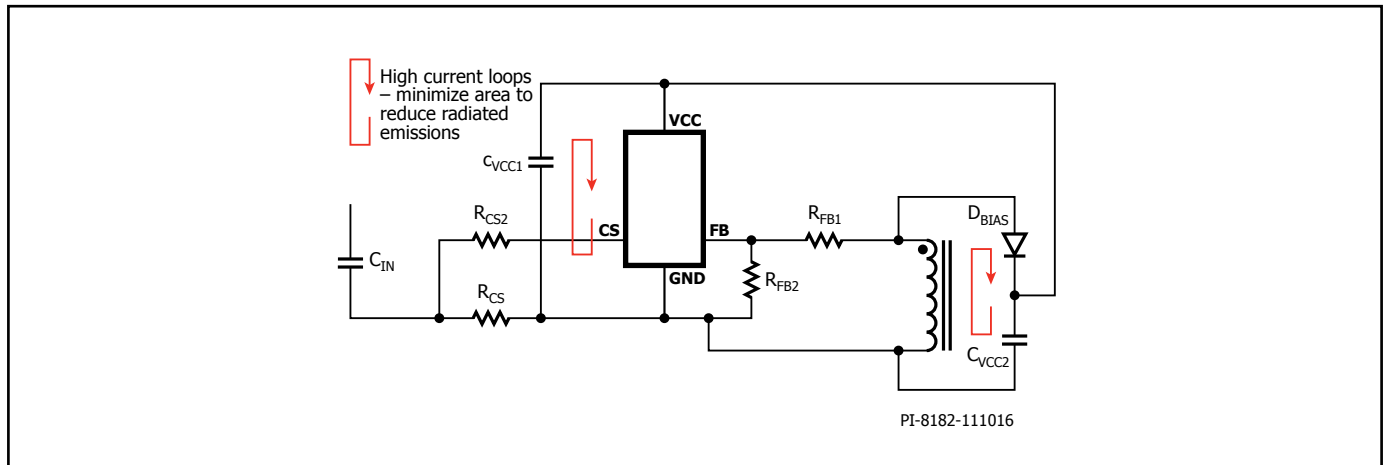 High current loops
– minimize area to
reduce radiated
emissions
VCC
cVCC1
RCS2
CS
FB
RFB1
DBIAS
CIN
GND
RFB2
RCS
CVCC2
PI-8182-111016